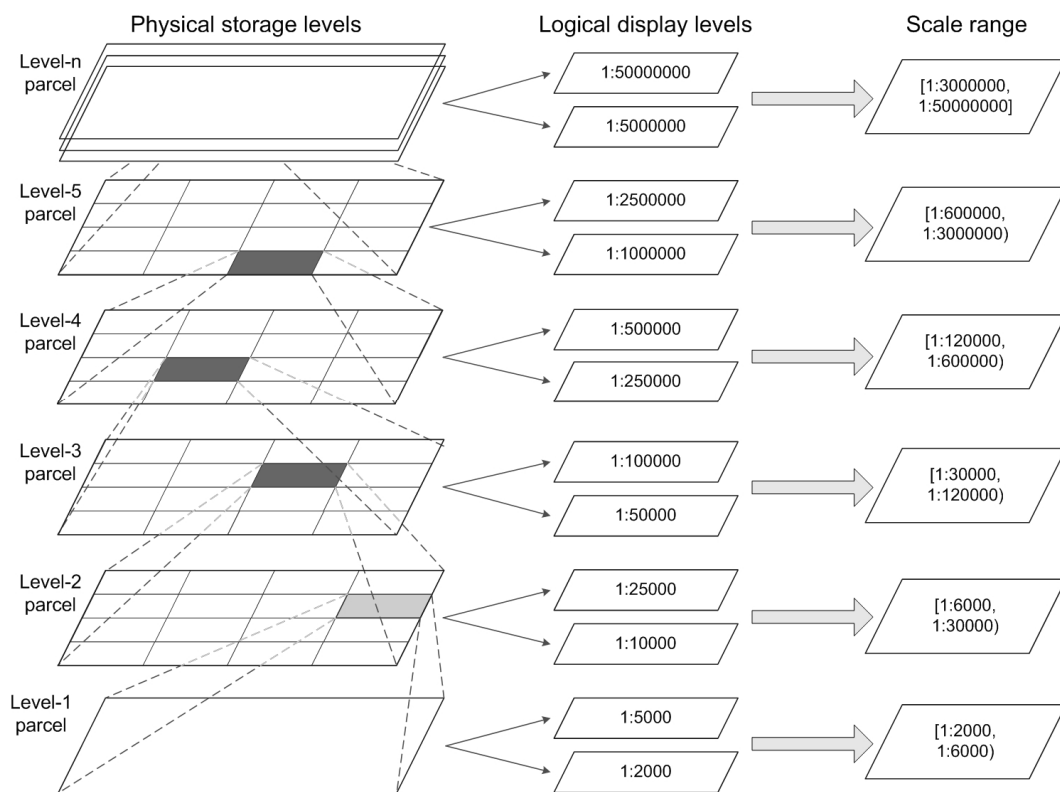 Physical storage levels
Logical display levels
Scale range
Level-n
parcel
1:50000000
1:5000000
[1:3000000,
1:50000000]
Level-5
parcel
1:2500000
1:1000000
[1:600000,
1:3000000)
Level-4
parcel
1:500000
1:250000
[1:120000,
1:600000)
Level-3
parcel
1:100000
1:50000
[1:30000,
1:120000)
Level-2
parcel
1:25000
1:10000
[1:6000,
1:30000)
Level-1
parcel
1:5000
1:2000
[1:2000,
1:6000)